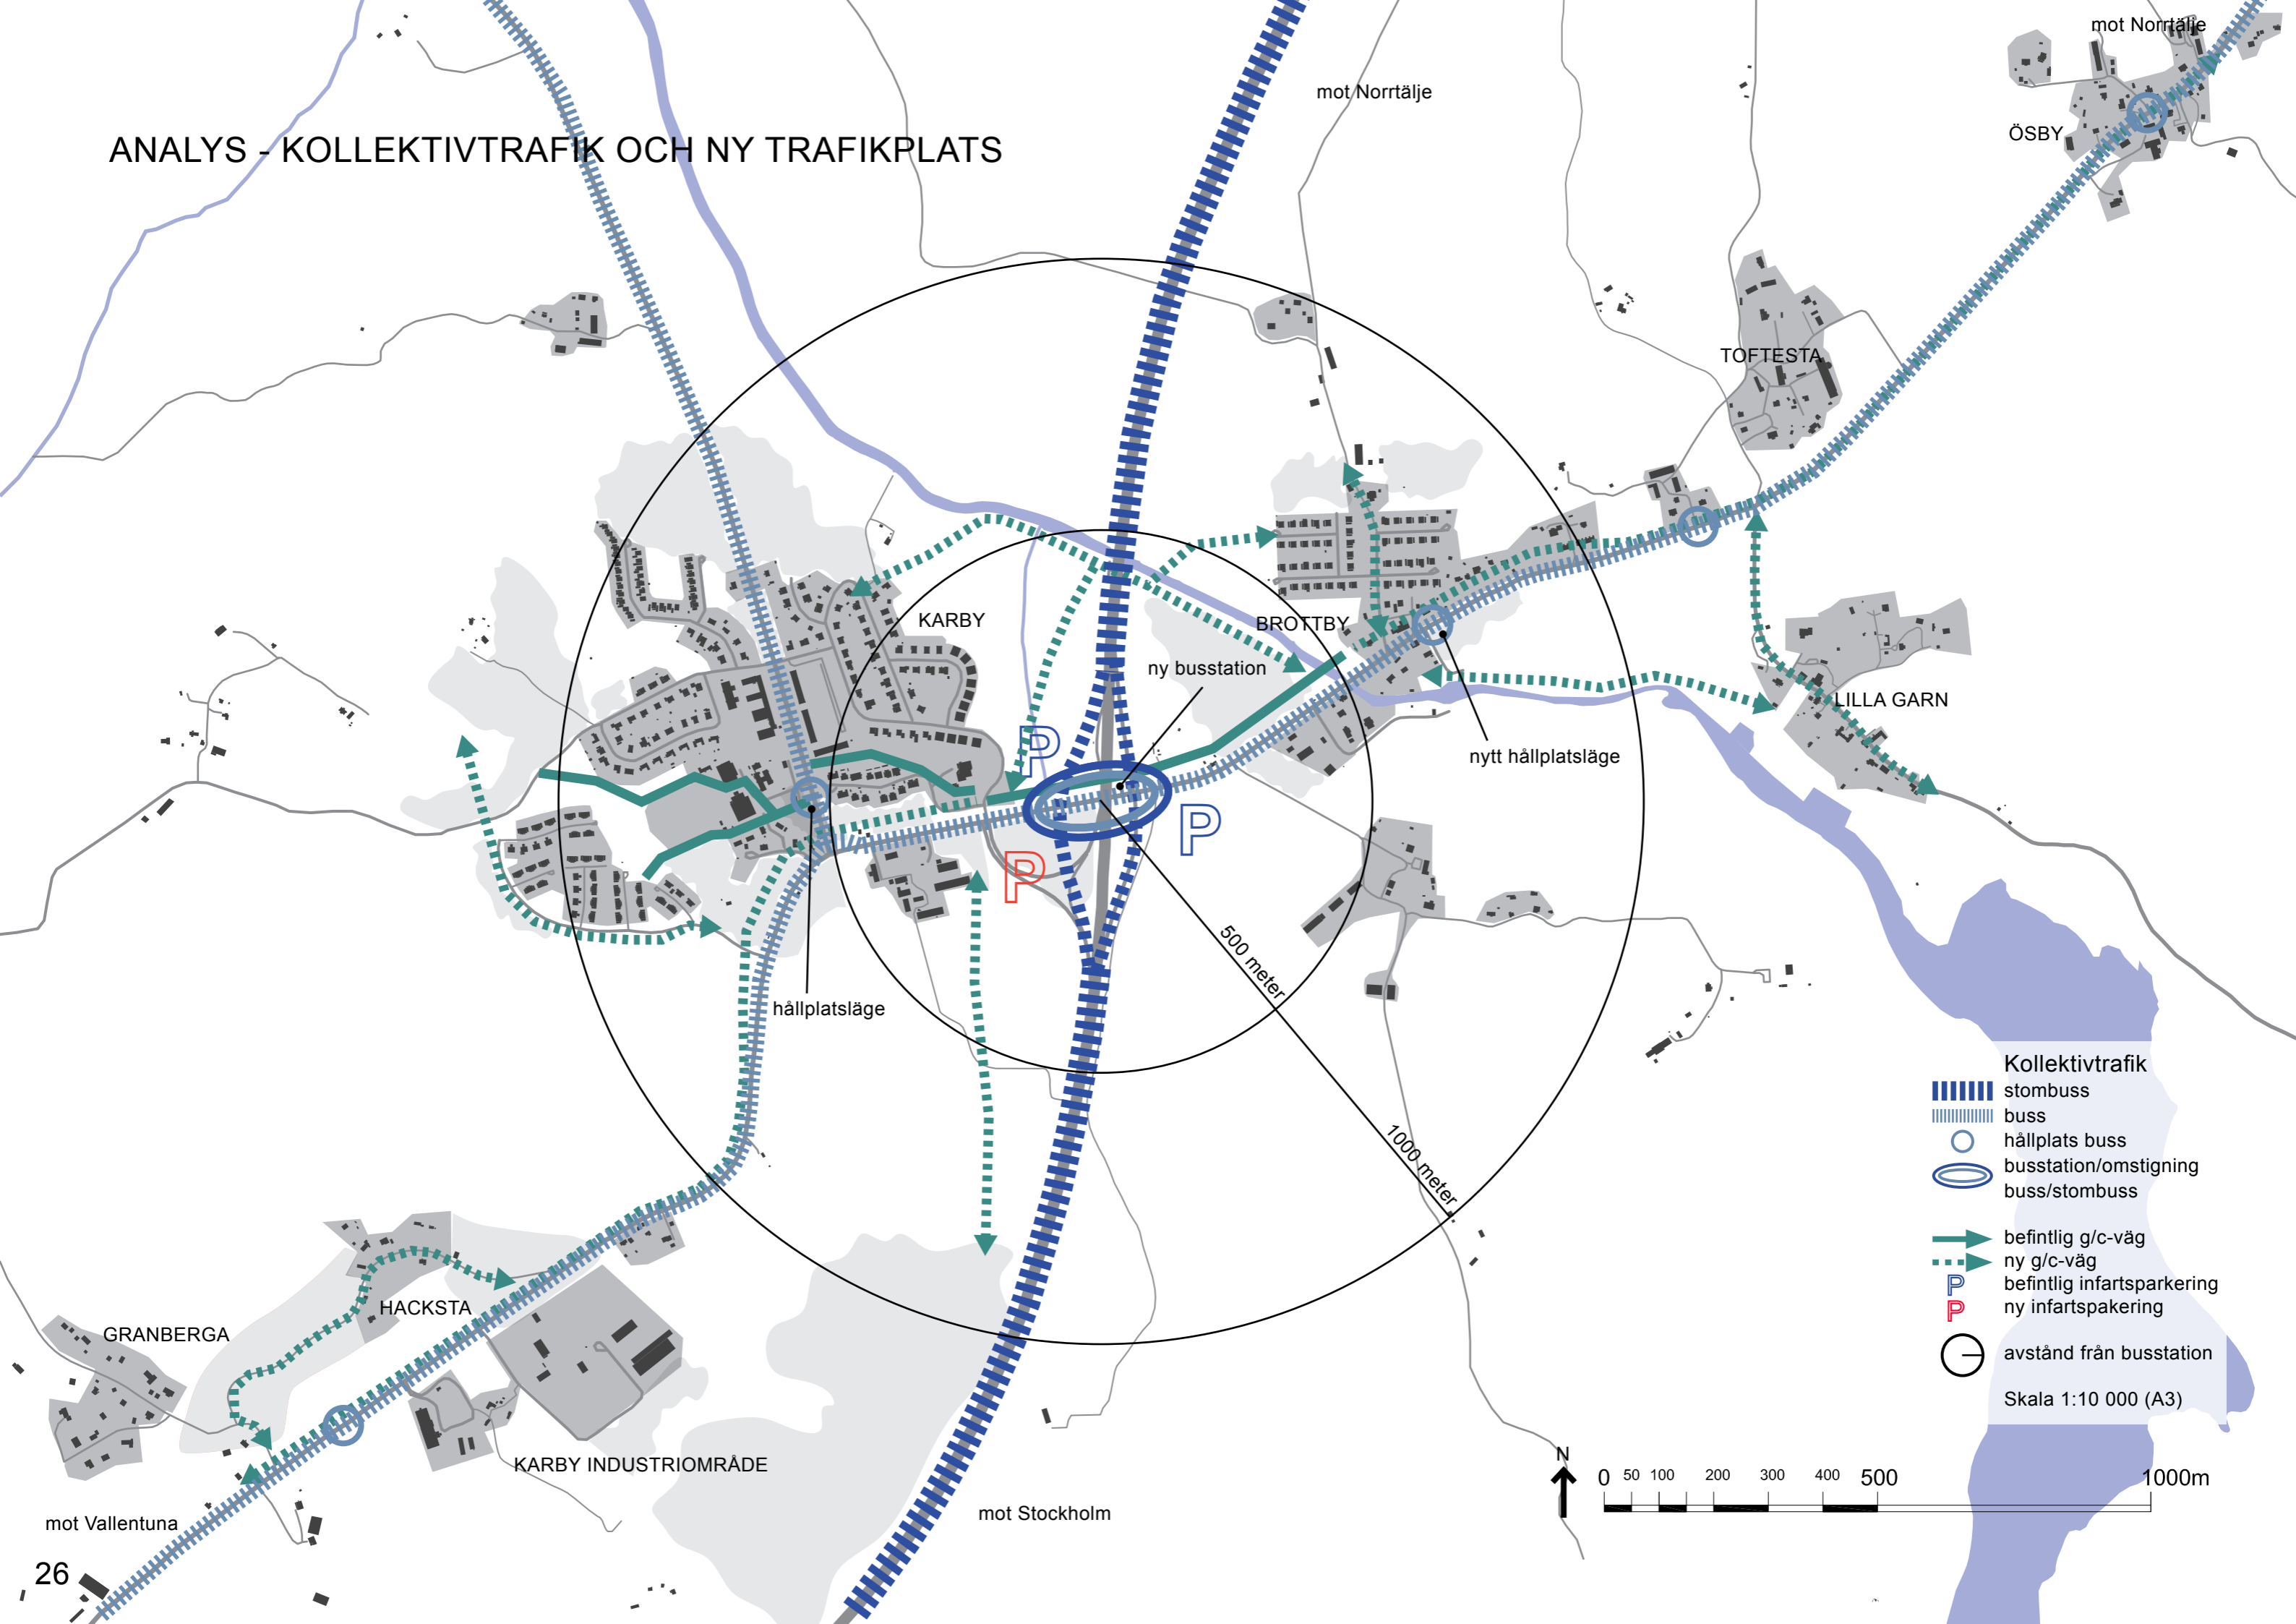 mot Norrtälje
mot Norrtälje
ANALYS - KOLLEKTIVTRAFIK OCH NY TRAFIKPLATS
ÖSBY
TOFTESTA
KARBY
BROTTBY
ny busstation
LILLA GARN
P
nytt hållplatsläge
P
P
500 meter
hållplatsläge
1000 meter
Kollektivtrafik
stombuss
buss
hållplats buss
busstation/omstigning
buss/stombuss
befintlig g/c-väg
ny g/c-väg
P befintlig infartsparkering
P ny infartspakering
avstånd från busstation
Skala 1:10 000 (A3)
HACKSTA
GRANBERGA
KARBY INDUSTRIOMRÅDE
N
0 50 100 200 300 400 500 1000m
mot Stockholm
mot Vallentuna
26